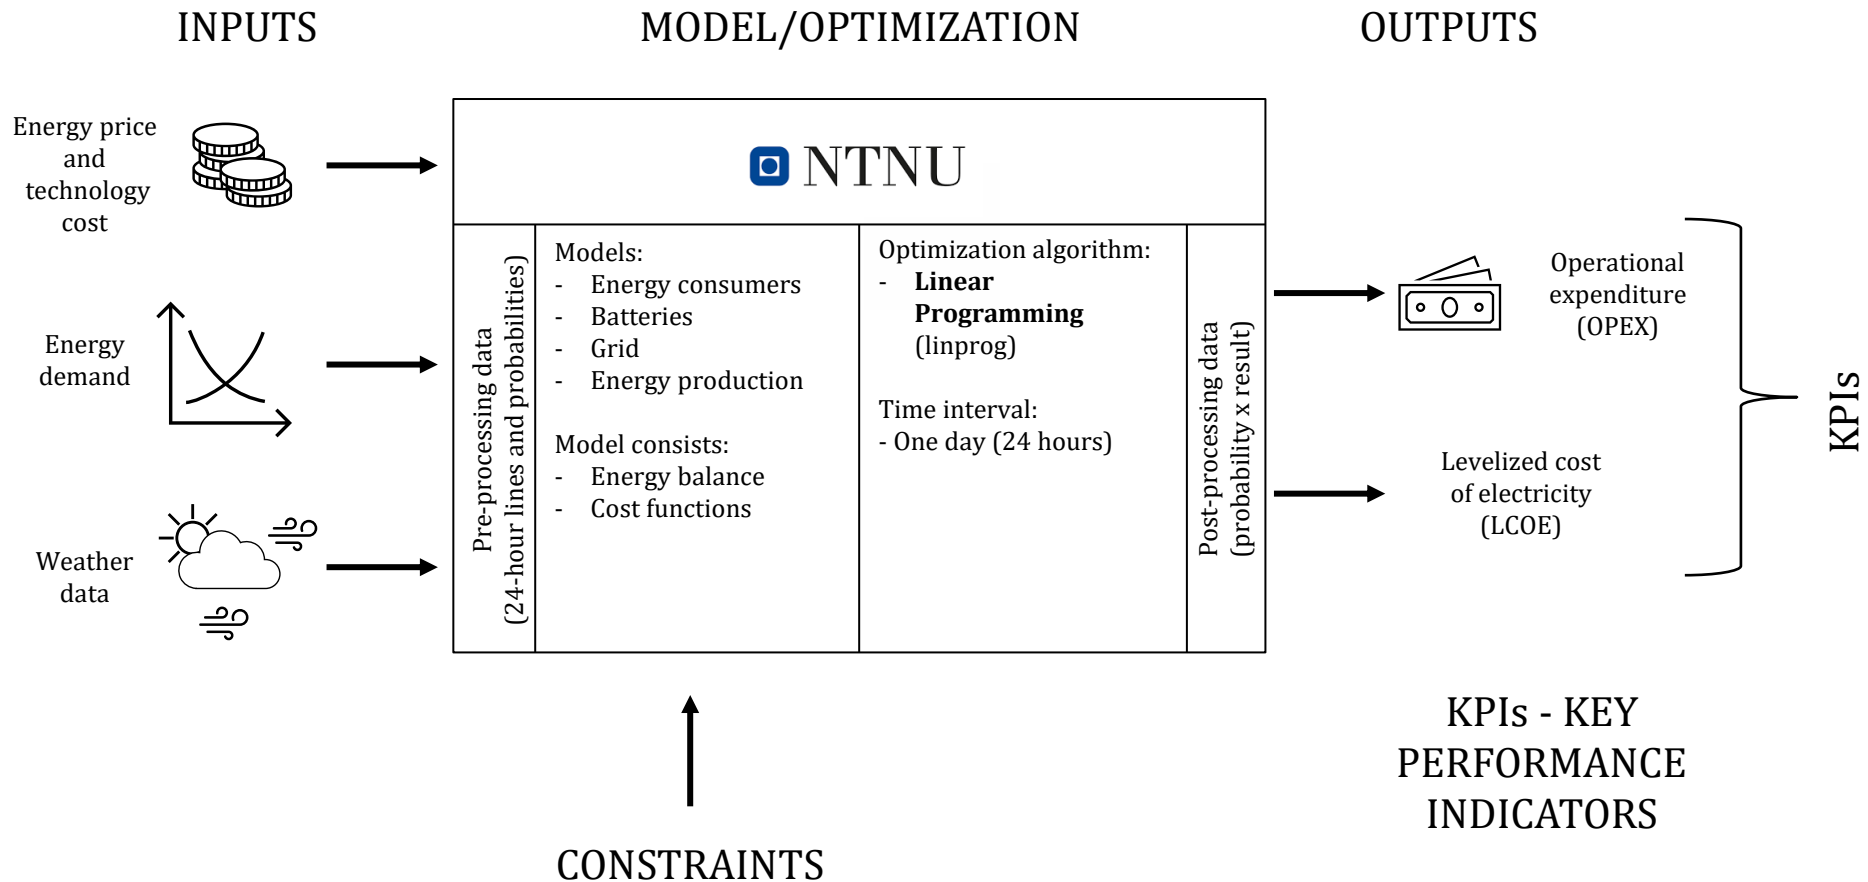 INPUTS
MODEL/OPTIMIZATION
OUTPUTS
Energy price
and
technology
cost
Energy
demand
Weather
data
NTNU
Pre-processing data
(24-hour lines and probabilities)
Models:
- Energy consumers
- Batteries
- Grid
- Energy production
Model consists:
- Energy balance
- Cost functions
Optimization algorithm:
- Linear
Programming
(linprog)
Time interval:
- One day (24 hours)
Post-processing data
(probability x result)
Operational
expenditure
(OPEX)
Levelized cost
of electricity
(LCOE)
KPIs
CONSTRAINTS
KPIs - KEY
PERFORMANCE
INDICATORS